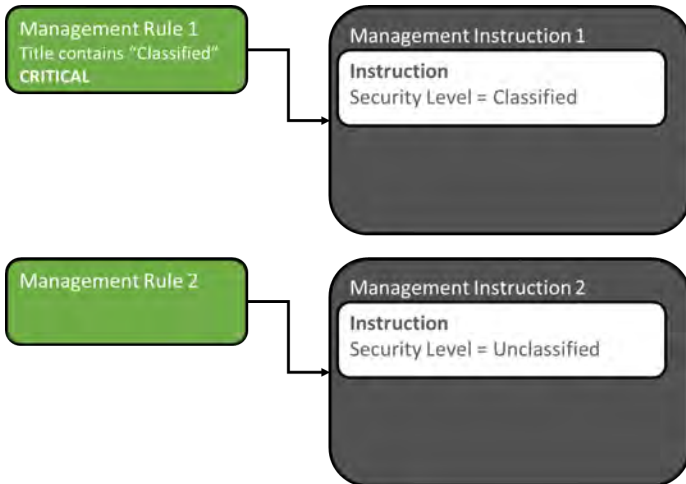 Management Rule 1
Title contains "Classified"
CRITICAL
Management Instruction 1
Instruction
Security Level = Classified
Management Rule 2
Management Instruction 2
Instruction
Security Level = Unclassified